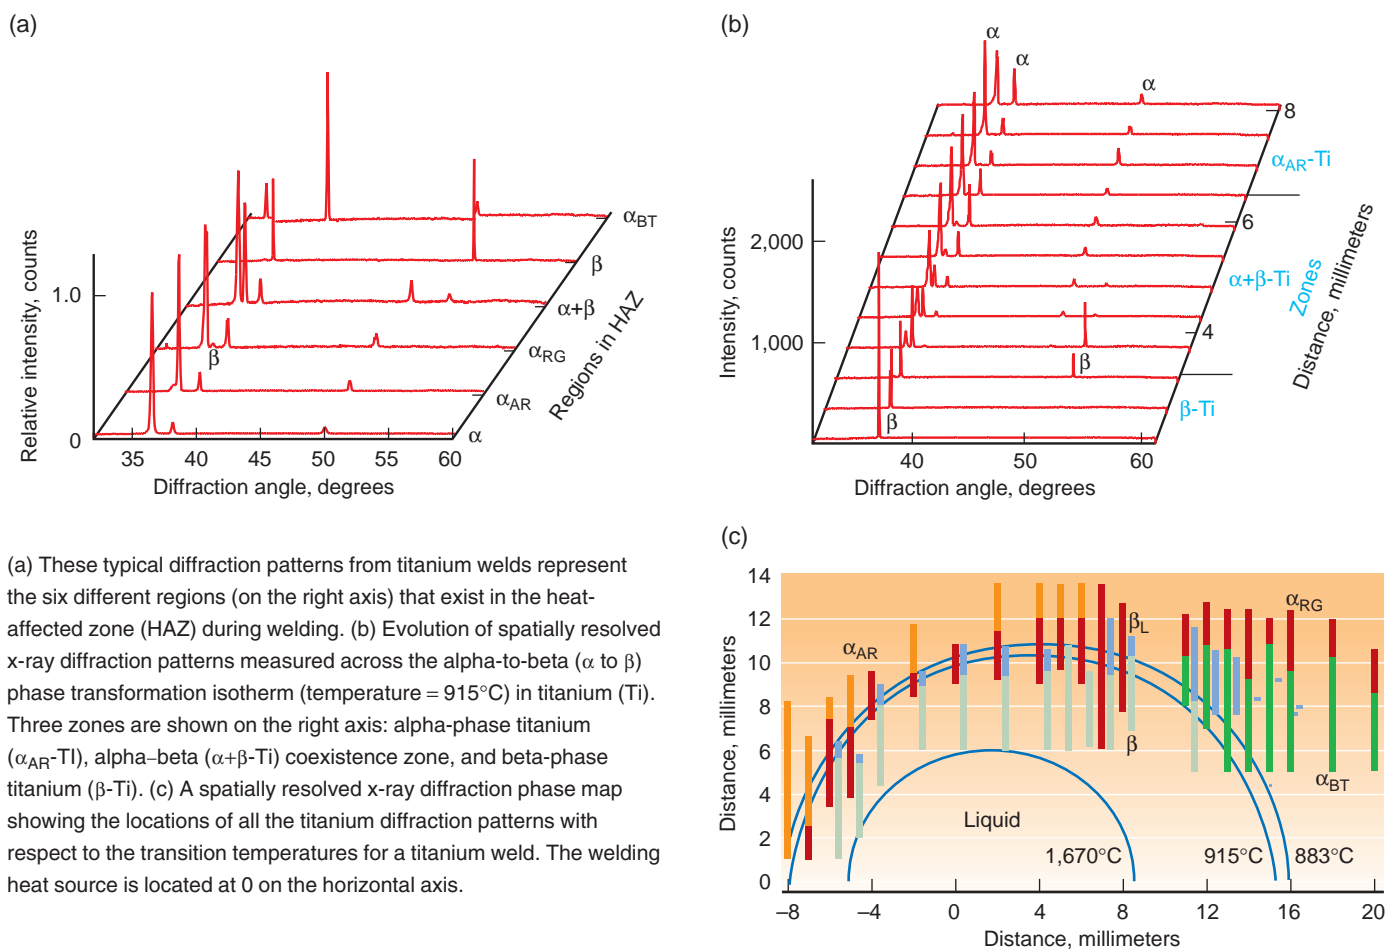 (a)
Relative intensity, counts
1.0
0
35
40
45
50
55
60
Diffraction angle, degrees
β
α
αAR
αRG
α+β
β
αBT
Regions in HAZ
(b)
α
α
α
Intensity, counts
2,000
1,000
40
50
60
Diffraction angle, degrees
β
β
8
6
4
αAR-Ti
α+β-Ti
β-Ti
Zones
Distance, millimeters
(a) These typical diffraction patterns from titanium welds represent
the six different regions (on the right axis) that exist in the heat-
affected zone (HAZ) during welding. (b) Evolution of spatially resolved
x-ray diffraction patterns measured across the alpha-to-beta (α to β)
phase transformation isotherm (temperature = 915°C) in titanium (Ti).
Three zones are shown on the right axis: alpha-phase titanium
(αAR-TI), alpha–beta (α+β-Ti) coexistence zone, and beta-phase
titanium (β-Ti). (c) A spatially resolved x-ray diffraction phase map
showing the locations of all the titanium diffraction patterns with
respect to the transition temperatures for a titanium weld. The welding
heat source is located at 0 on the horizontal axis.
(c)
Distance, millimeters
14
12
10
8
6
4
2
0
αAR
βL
αRG
β
αBT
Liquid
1,670°C
915°C
883°C
–8
–4
0
4
8
12
16
20
Distance, millimeters